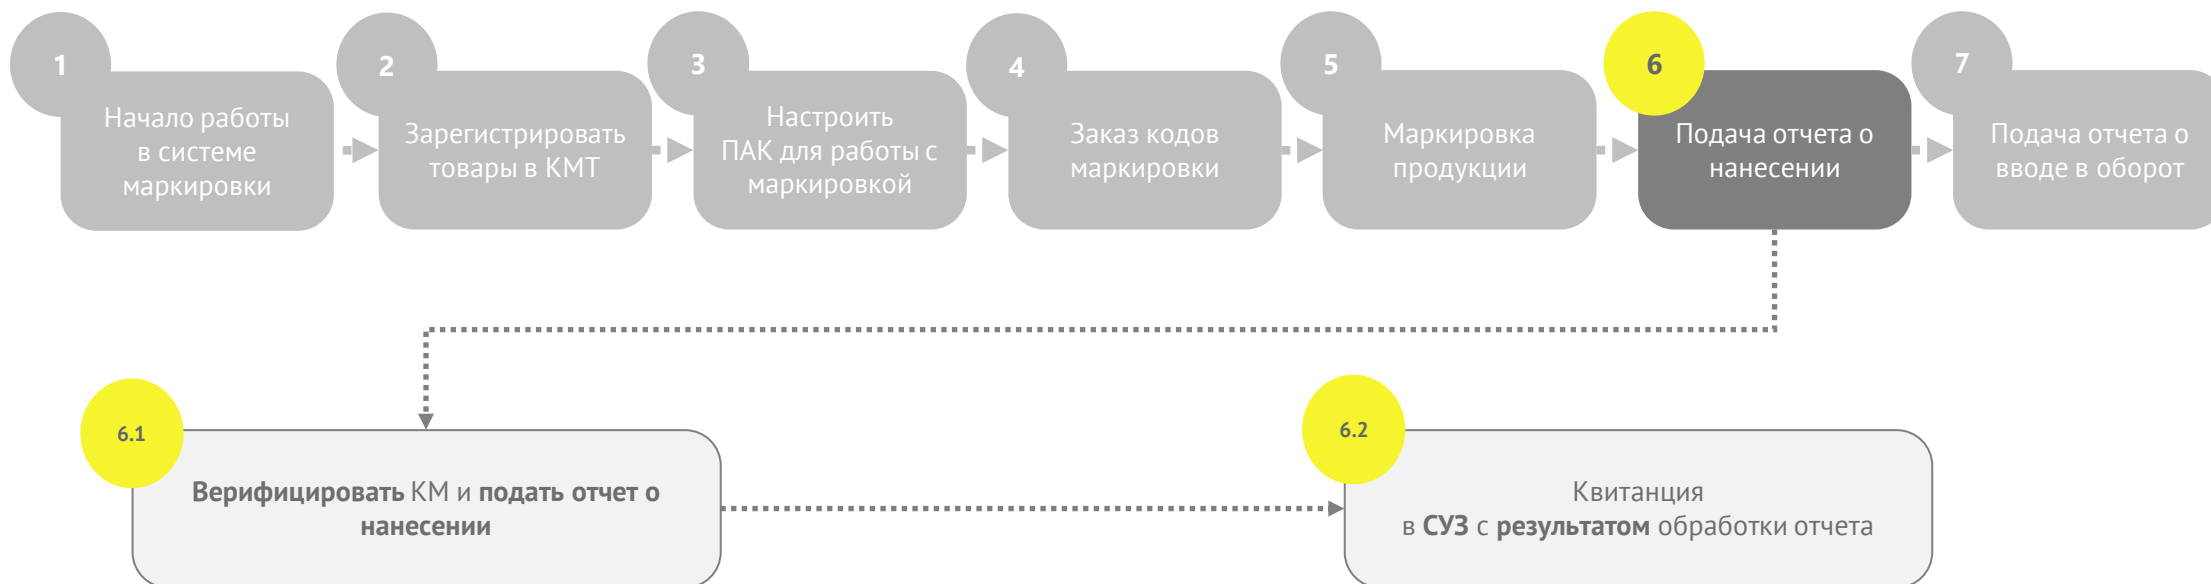 1
Начало работы
в системе
маркировки
2
Зарегистрировать
товары в КМТ
3
Настроить
ПАК для работы с
маркировкой
4
Заказ кодов
маркировки
5
Маркировка
продукции
6
Подача отчета о
нанесении
7
Подача отчета о
вводе в оборот
6.1
Верифицировать КМ и подать отчет о
нанесении
6.2
Квитанция
в СУЗ с результатом обработки отчета